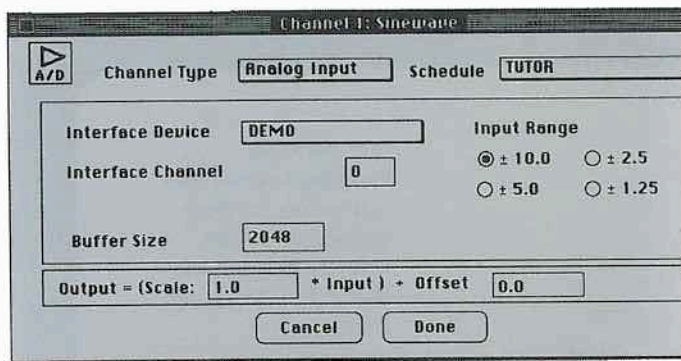 Channel 1: Sinewave
A/D
Channel Type Analog Input Schedule TUTOR
Interface Device DEMO Input Range
± 10.0 ± 2.5
Interface Channel 0
± 5.0 ± 1.25
Buffer Size 2048
Output = (Scale: 1.0 * Input ) + Offset 0.0
Cancel Done